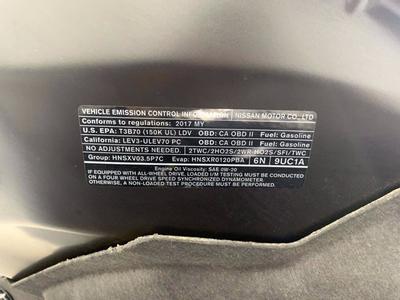 VEHICLE EMISSION CONTROL INFORMATION NISSAN MOTOR CO., LTD
Conforms to regulations: 2017 MY
U.S. EPA: T3B70 (150K UL) LDV OBD: CA OBD II Fuel: Gasoline
California: LEV3-ULEV70 PC OBD: CA OBD II Fuel: Gasoline
NO ADJUSTMENTS NEEDED. 2TWC/2HO2S/2WR-HO2S/SFI/TWC
Group: HNSXV03.5P7C Evap: HNSXR0120PBA 6N 9UC1A
Engine Oil Viscosity: SAE 0W-20
IF EQUIPPED WITH ALL-WHEEL DRIVE, LOADED I/M TESTING MUST BE CONDUCTED
ON A FOUR WHEEL DRIVE SPEED SYNCHRONIZED DYNAMOMETER.
OTHERWISE, A NON-LOADED TEST PROCEDURE MUST BE PERFORMED.